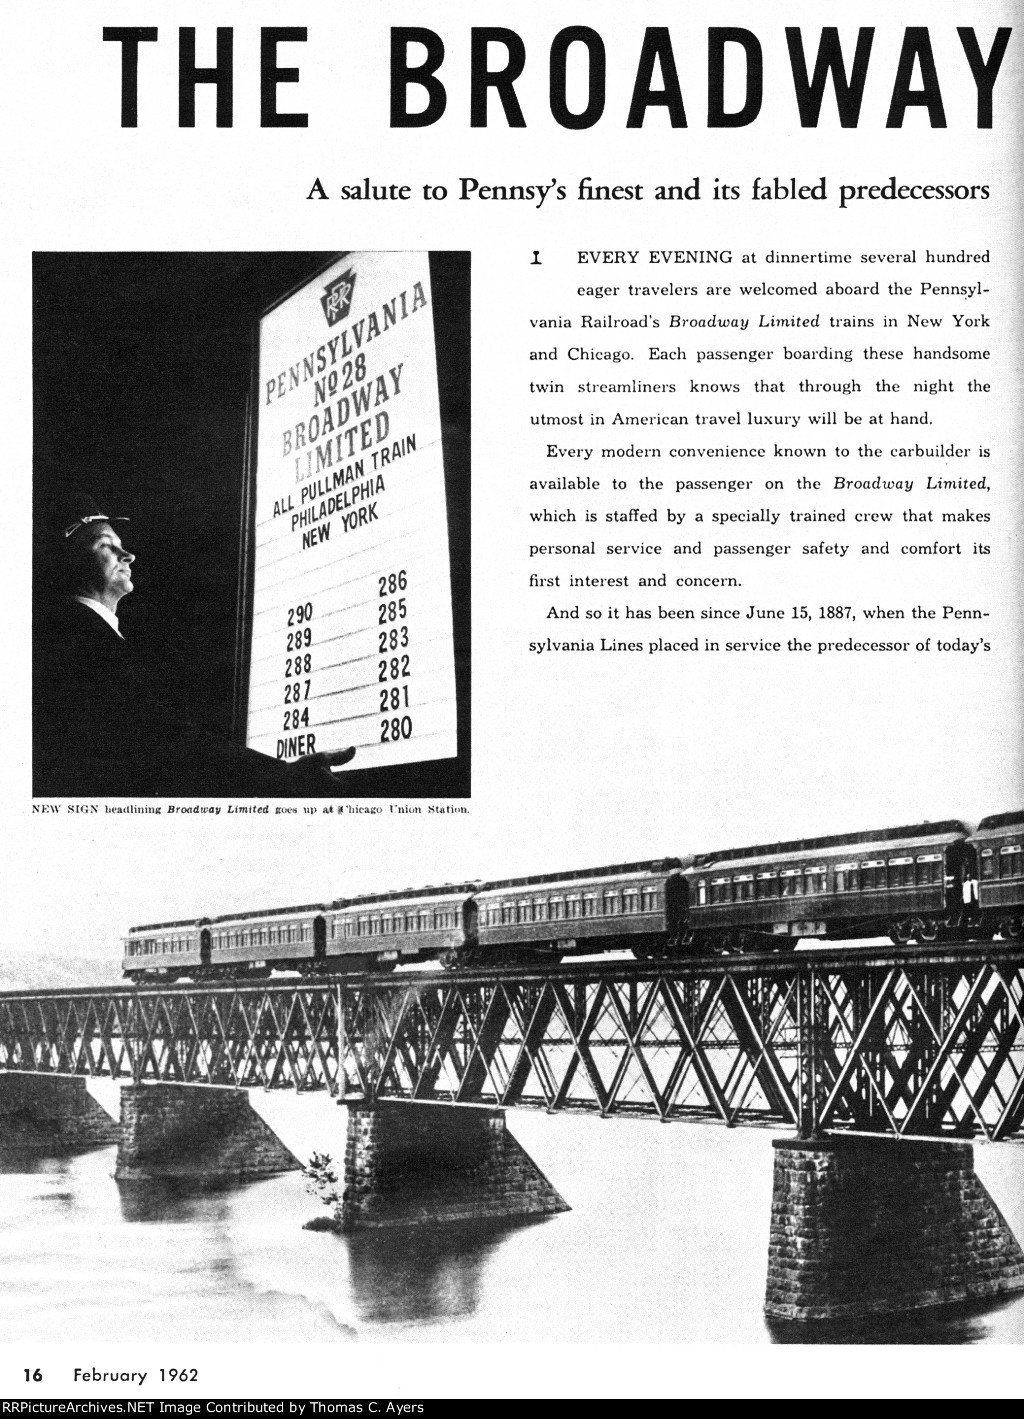 THE BROADWAY
A salute to Pennsy's finest and its fabled predecessors
PRR
PENNSYLVANIA
No 28
BROADWAY
LIMITED
ALL PULLMAN TRAIN
PHILADELPHIA
NEW YORK
286
290 285
289 283
288 282
287 281
284 280
DINER
NEW SIGN headlining Broadway Limited goes up at Chicago Union Station.
I EVERY EVENING at dinnertime several hundred
eager travelers are welcomed aboard the Pennsyl-
vania Railroad's Broadway Limited trains in New York
and Chicago. Each passenger boarding these handsome
twin streamliners knows that through the night the
utmost in American travel luxury will be at hand.
Every modern convenience known to the carbuilder is
available to the passenger on the Broadway Limited,
which is staffed by a specially trained crew that makes
personal service and passenger safety and comfort its
first interest and concern.
And so it has been since June 15, 1887, when the Penn-
sylvania Lines placed in service the predecessor of today's
16 February 1962
RRPictureArchives.NET Image Contributed by Thomas C. Ayers